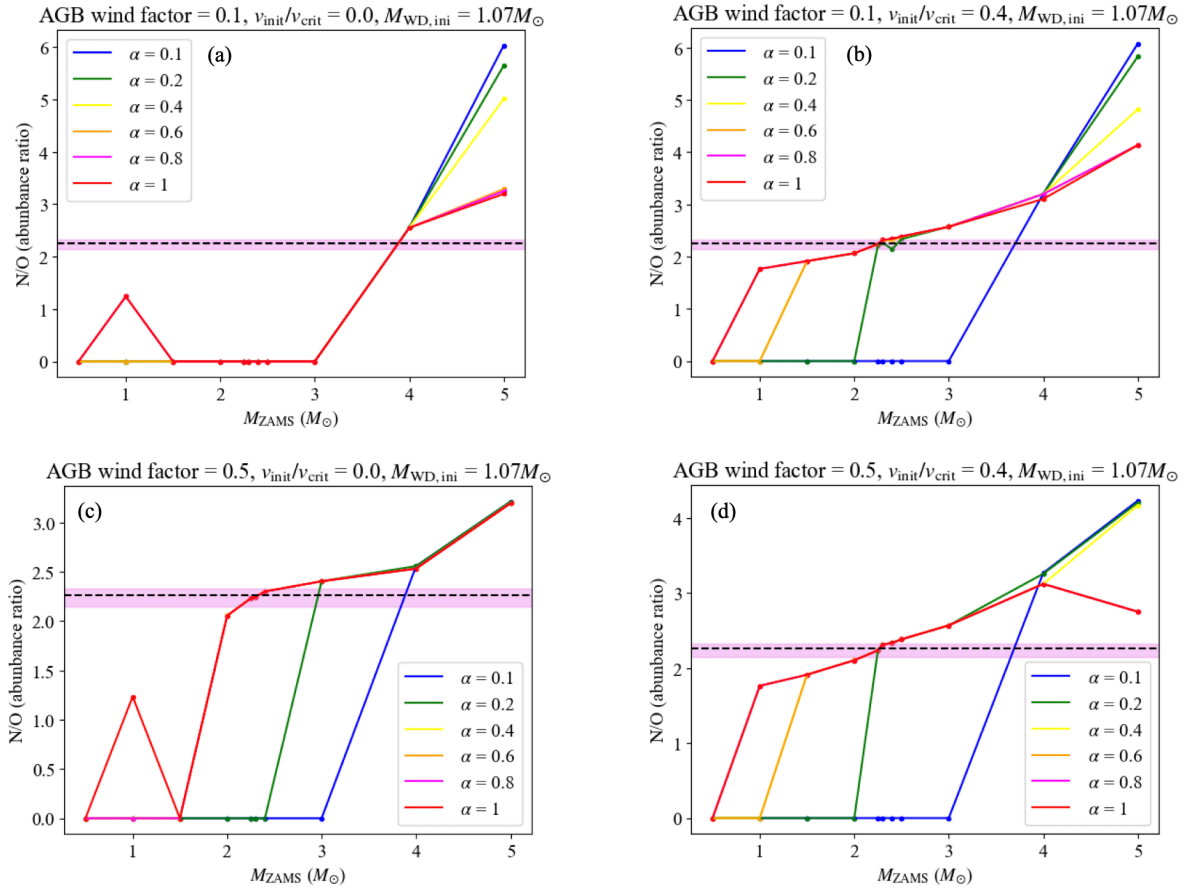 AGB wind factor = 0.1, v_init/v_crit = 0.0, M_WD,ini = 1.07M_⊙
(a)
α = 0.1
α = 0.2
α = 0.4
α = 0.6
α = 0.8
α = 1
N/O (abunbance ratio)
6
5
4
3
2
1
0
1 2 3 4 5
M_ZAMS (M_⊙)
AGB wind factor = 0.1, v_init/v_crit = 0.4, M_WD,ini = 1.07M_⊙
(b)
α = 0.1
α = 0.2
α = 0.4
α = 0.6
α = 0.8
α = 1
N/O (abunbance ratio)
6
5
4
3
2
1
0
1 2 3 4 5
M_ZAMS (M_⊙)
AGB wind factor = 0.5, v_init/v_crit = 0.0, M_WD,ini = 1.07M_⊙
(c)
N/O (abunbance ratio)
3.0
2.5
2.0
1.5
1.0
0.5
0.0
α = 0.1
α = 0.2
α = 0.4
α = 0.6
α = 0.8
α = 1
1 2 3 4 5
M_ZAMS (M_⊙)
AGB wind factor = 0.5, v_init/v_crit = 0.4, M_WD,ini = 1.07M_⊙
(d)
N/O (abunbance ratio)
4
3
2
1
0
α = 0.1
α = 0.2
α = 0.4
α = 0.6
α = 0.8
α = 1
1 2 3 4 5
M_ZAMS (M_⊙)